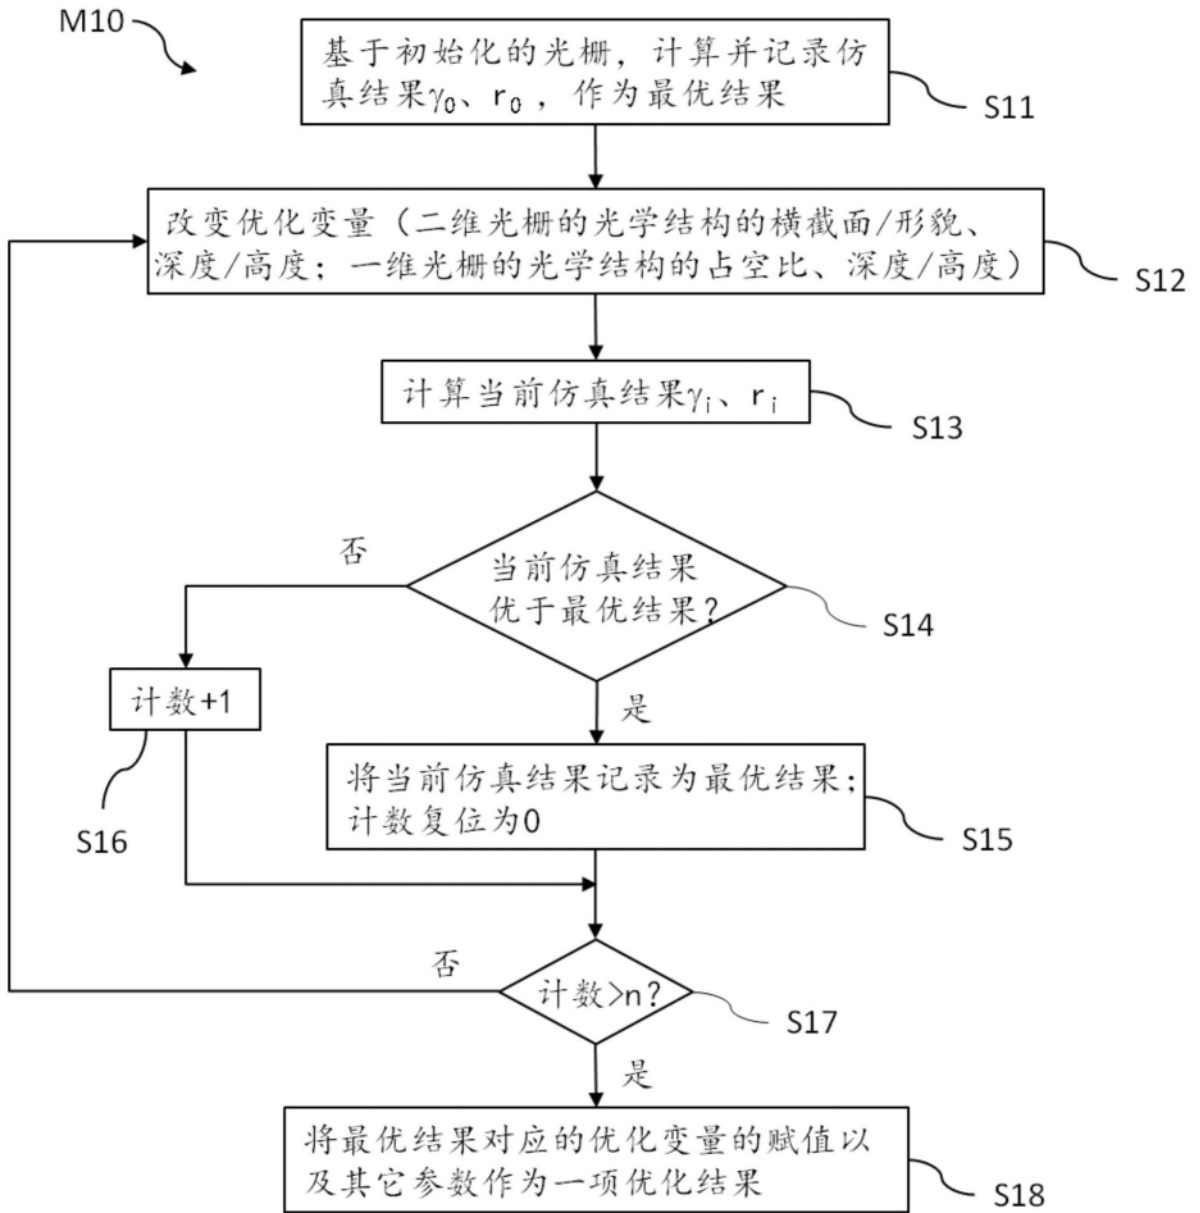 M10
基于初始化的光栅，计算并记录仿
真结果γ₀、r₀，作为最优结果
S11
改变优化变量（二维光栅的光学结构的横截面/形貌、
深度/高度；一维光栅的光学结构的占空比、深度/高度）
S12
计算当前仿真结果γᵢ、rᵢ
S13
否
当前仿真结果
优于最优结果？
S14
计数+1
S16
是
将当前仿真结果记录为最优结果；
计数复位为0
S15
否
计数>n？
S17
是
将最优结果对应的优化变量的赋值以
及其它参数作为一项优化结果
S18